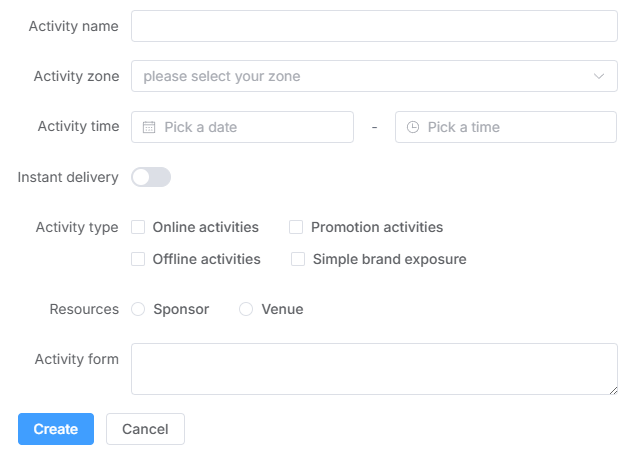 Activity name
Activity zone please select your zone
Activity time Pick a date - Pick a time
Instant delivery
Activity type Online activities Promotion activities
Offline activities Simple brand exposure
Resources Sponsor Venue
Activity form
Create Cancel